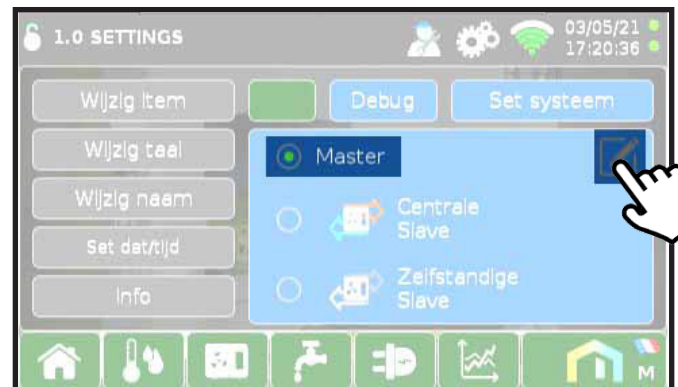 1.0 SETTINGS
03/05/21
17:20:36
Wijzig item
Debug
Set systeem
Wijzig taal
Master
Wijzig naam
Centrale
Slave
Set dat/tijd
Zelfstandige
Slave
Info
M